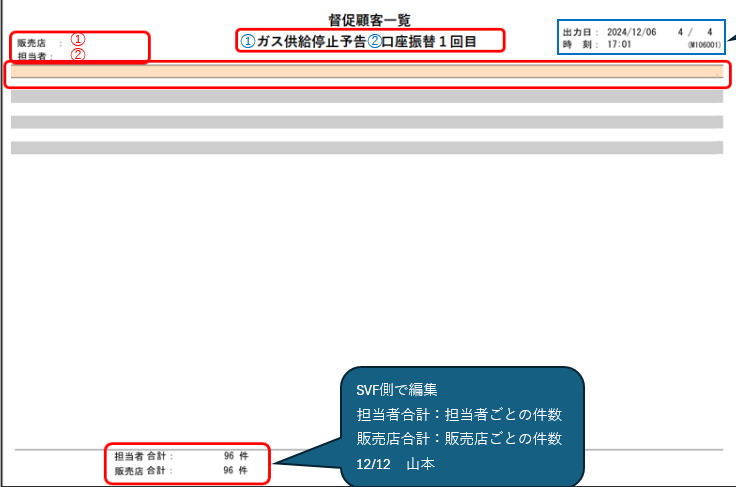 督促顧客一覧
①ガス供給停止予告②口座振替1回目
販売店 : ①
担当者 : ②
出力日 : 2024/12/06 4 / 4
時 刻 : 17:01 (M106001)
SVF側で編集
担当者合計：担当者ごとの件数
販売店合計：販売店ごとの件数
12/12 山本
担当者 合計 : 96 件
販売店 合計 : 96 件